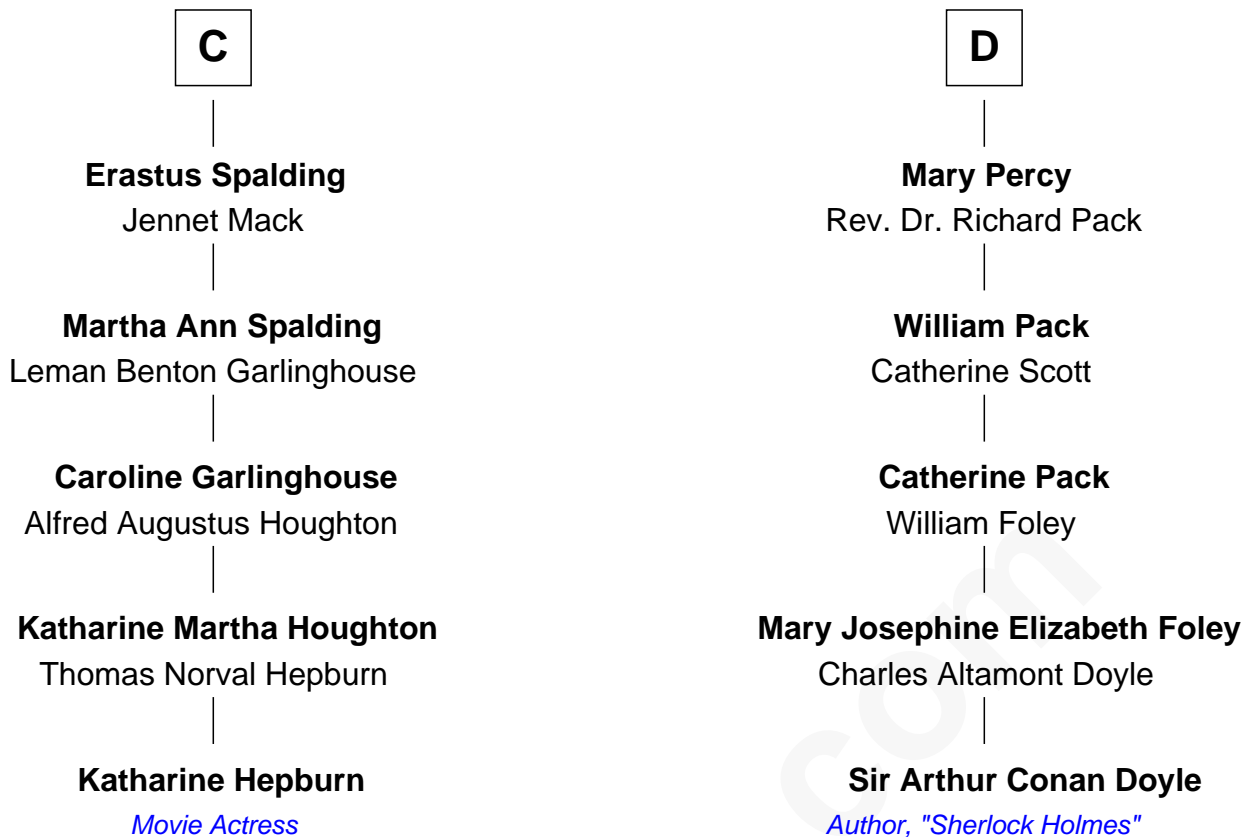 C
Erastus Spalding
Jennet Mack
Martha Ann Spalding
Leman Benton Garlinghouse
Caroline Garlinghouse
Alfred Augustus Houghton
Katharine Martha Houghton
Thomas Norval Hepburn
Katharine Hepburn
Movie Actress
D
Mary Percy
Rev. Dr. Richard Pack
William Pack
Catherine Scott
Catherine Pack
William Foley
Mary Josephine Elizabeth Foley
Charles Altamont Doyle
Sir Arthur Conan Doyle
Author, "Sherlock Holmes"
com